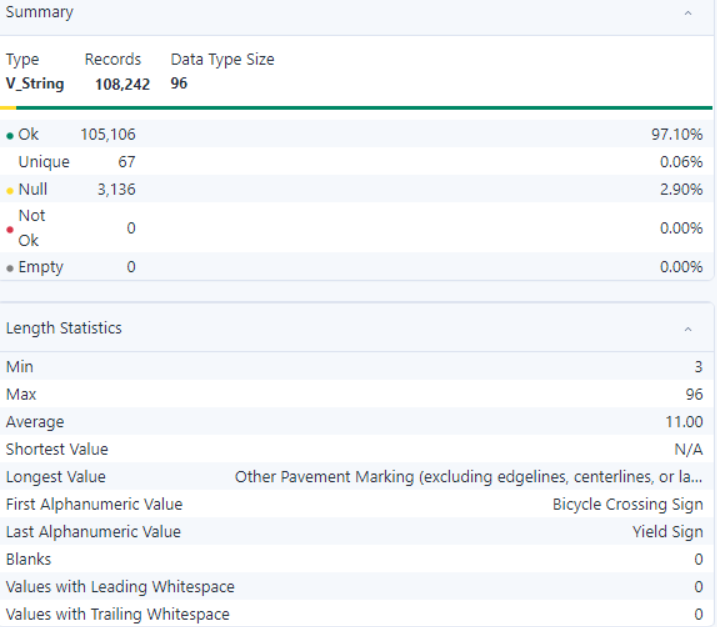 Summary
Type Records Data Type Size
V_String 108,242 96
Ok 105,106 97.10%
Unique 67 0.06%
Null 3,136 2.90%
Not
Ok 0 0.00%
Empty 0 0.00%
Length Statistics
Min 3
Max 96
Average 11.00
Shortest Value N/A
Longest Value Other Pavement Marking (excluding edgelines, centerlines, or la...
First Alphanumeric Value Bicycle Crossing Sign
Last Alphanumeric Value Yield Sign
Blanks 0
Values with Leading Whitespace 0
Values with Trailing Whitespace 0